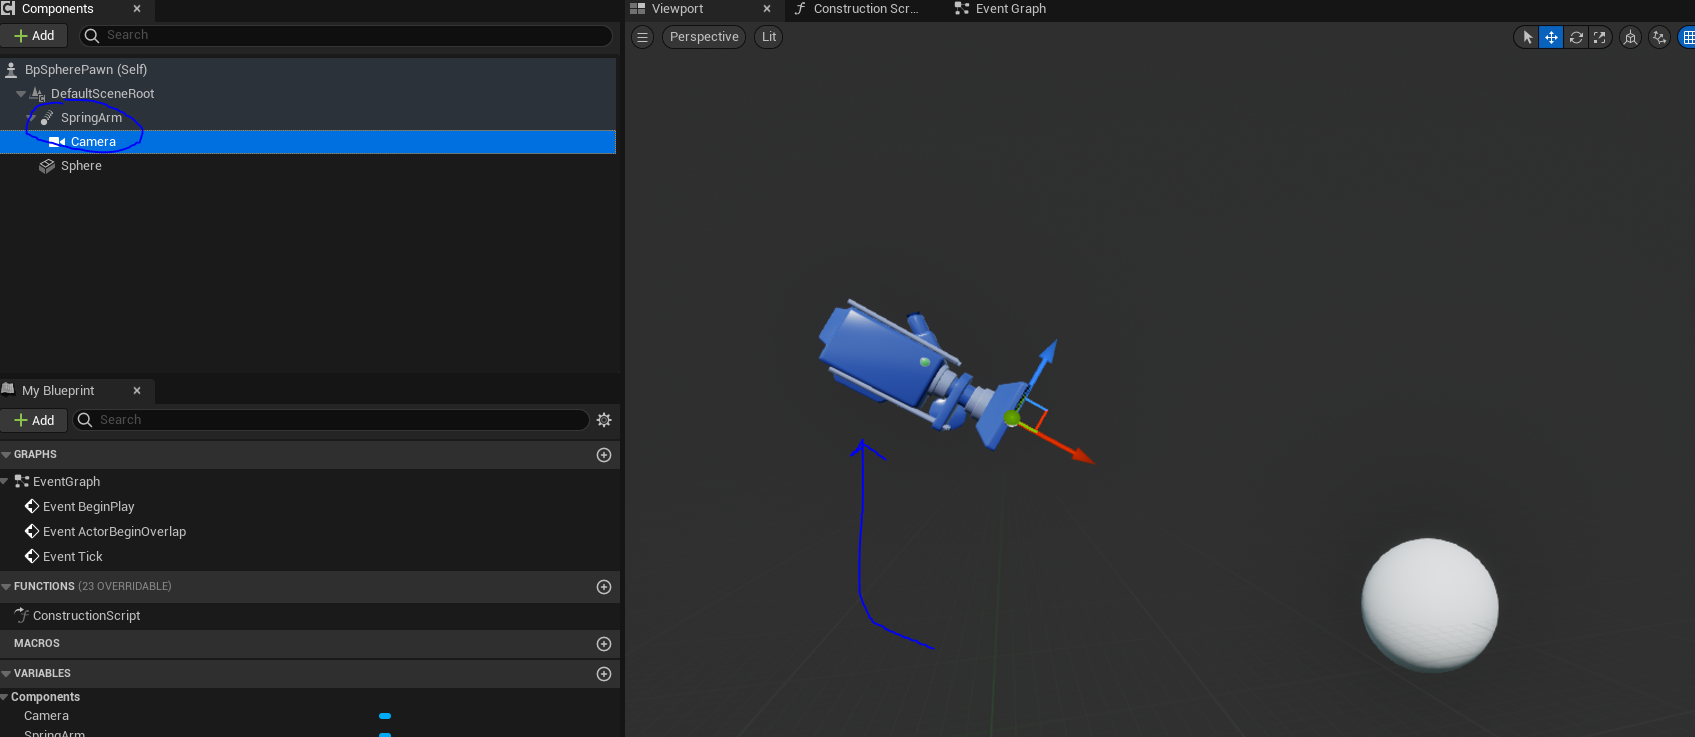 Components
Add
Search
BpSpherePawn (Self)
DefaultSceneRoot
SpringArm
Camera
Sphere
My Blueprint
Add
Search
GRAPHS
EventGraph
Event BeginPlay
Event ActorBeginOverlap
Event Tick
FUNCTIONS (23 OVERRIDABLE)
ConstructionScript
MACROS
VARIABLES
Components
Camera
SpringArm
Viewport
Construction Scr...
Event Graph
Perspective
Lit